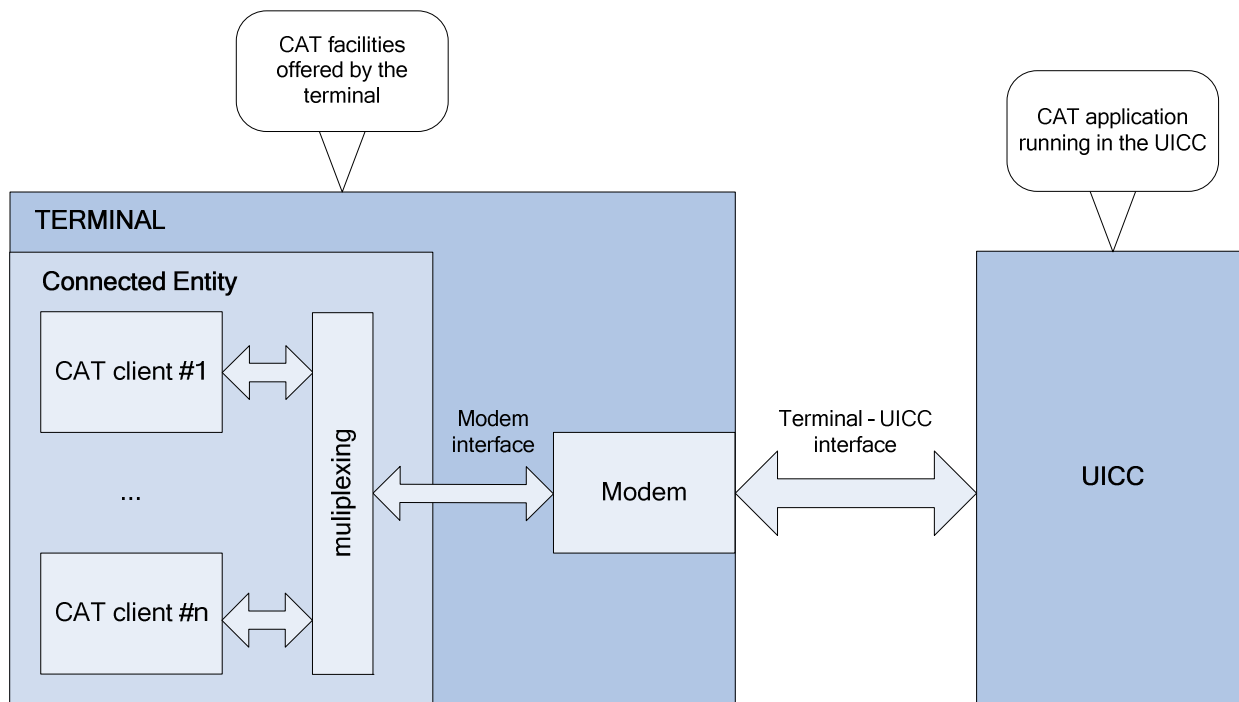 CAT facilities
offered by the
terminal
CAT application
running in the UICC
TERMINAL
Connected Entity
CAT client #1
...
CAT client #n
muliplexing
Modem
interface
Modem
Terminal - UICC
interface
UICC